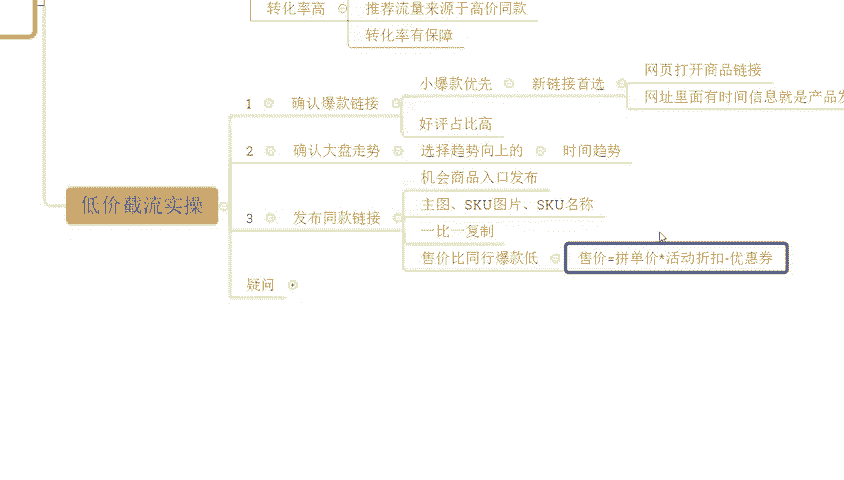 转化率高
推荐流量来源于高价同款
转化率有保障
低价截流实操
1 确认爆款链接
小爆款优先
新链接首选
网页打开商品链接
网址里面有时间信息就是产品发
好评占比高
2 确认大盘走势
选择趋势向上的
时间趋势
3 发布同款链接
机会商品入口发布
主图、SKU图片、SKU名称
一比一复制
售价比同行爆款低
售价=拼单价*活动折扣-优惠券
疑问